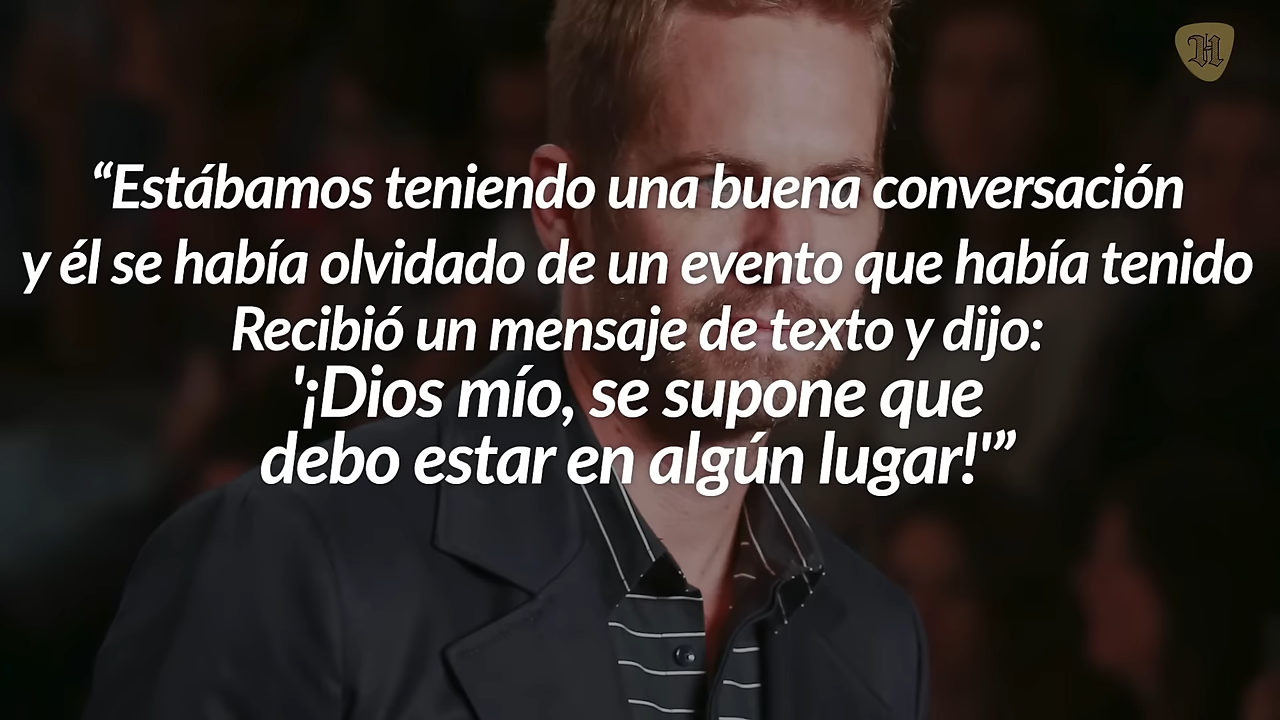 “Estábamos teniendo una buena conversación
y él se había olvidado de un evento que había tenido
Recibió un mensaje de texto y dijo:
'¡Dios mío, se supone que
debo estar en algún lugar!'”